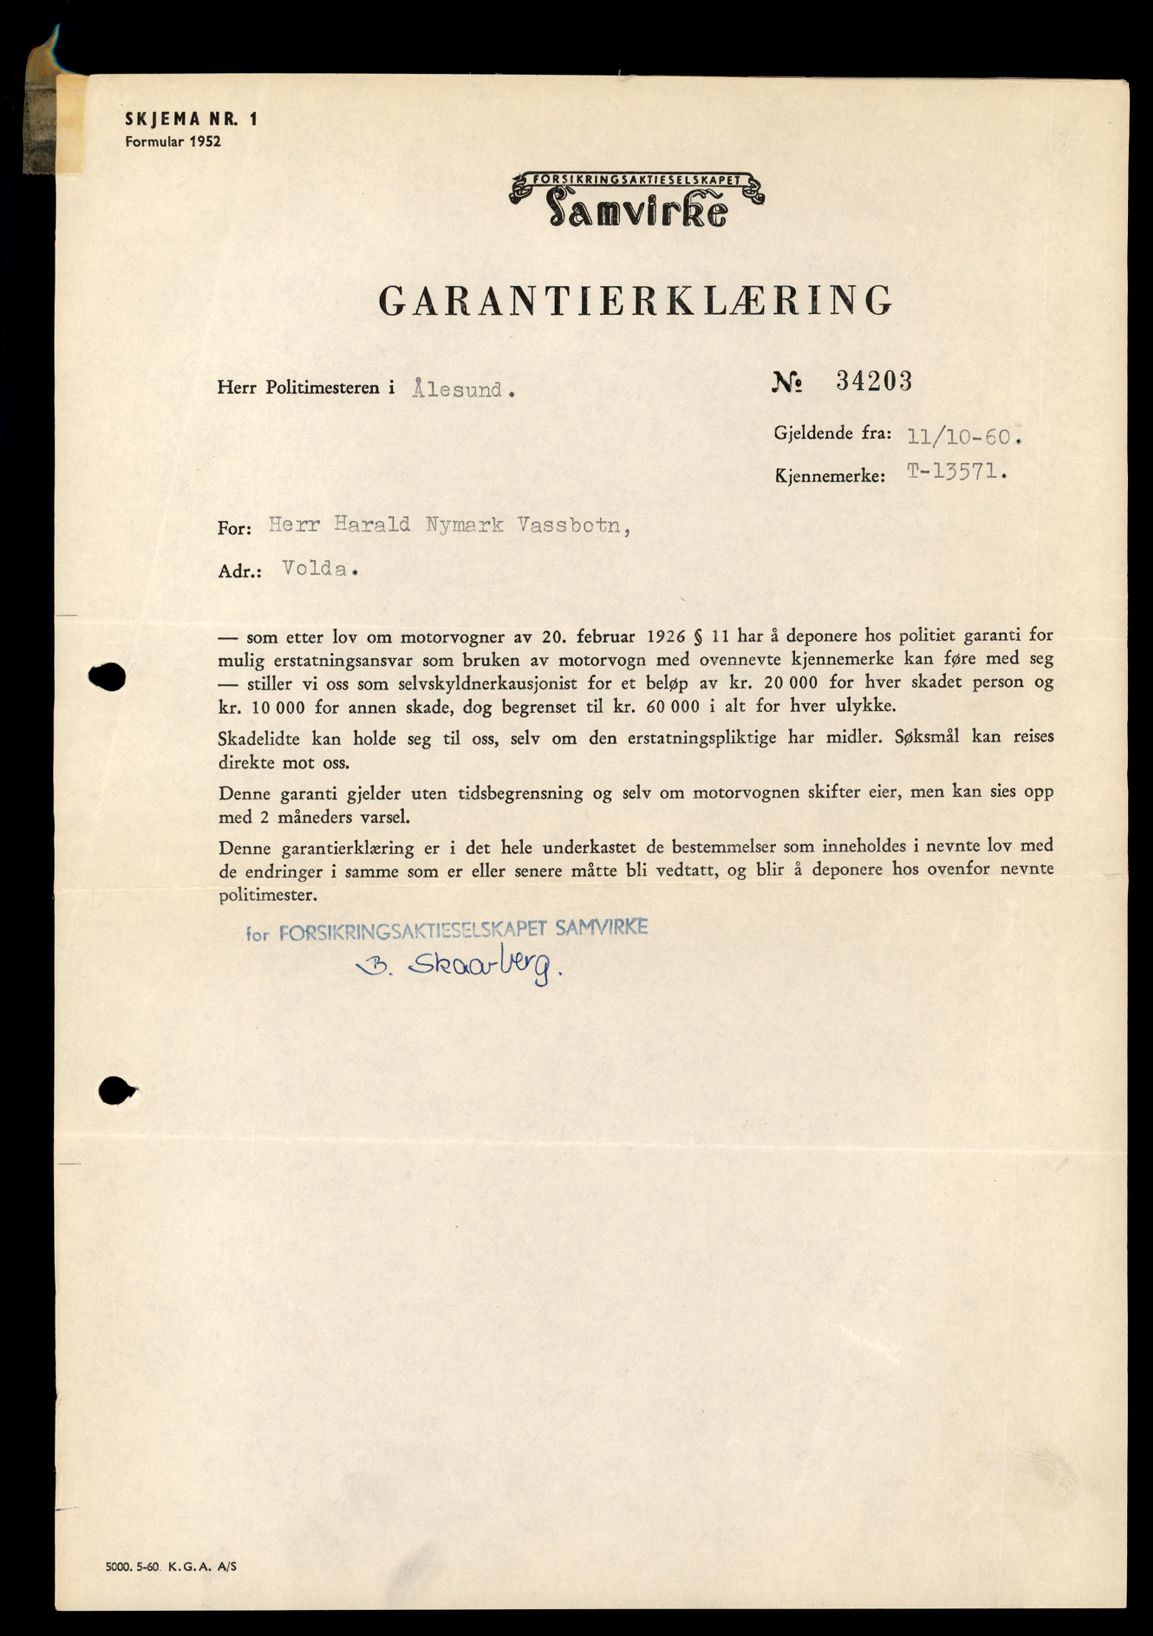 SKJEMA NR. 1
Formular 1952
FORSIKRINGSAKTIESELSKAPET
Samvirke
GARANTIERKLÆRING
Herr Politimesteren i Ålesund.
№ 34203
Gjeldende fra: 11/10-60.
Kjennemerke: T-13571.
For: Herr Harald Nymark Vassbotn,
Adr.: Volda.
— som etter lov om motorvogner av 20. februar 1926 § 11 har å deponere hos politiet garanti for
mulig erstatningsansvar som bruken av motorvogn med ovennevte kjennemerke kan føre med seg
— stiller vi oss som selvskyldnerkausjonist for et beløp av kr. 20 000 for hver skadet person og
kr. 10 000 for annen skade, dog begrenset til kr. 60 000 i alt for hver ulykke.
Skadelidte kan holde seg til oss, selv om den erstatningspliktige har midler. Søksmål kan reises
direkte mot oss.
Denne garanti gjelder uten tidsbegrensning og selv om motorvognen skifter eier, men kan sies opp
med 2 måneders varsel.
Denne garantierklæring er i det hele underkastet de bestemmelser som inneholdes i nevnte lov med
de endringer i samme som er eller senere måtte bli vedtatt, og blir å deponere hos ovenfor nevnte
politimester.
for FORSIKRINGSAKTIESELSKAPET SAMVIRKE
B. Skaarberg.
5000. 5-60. K.G.A. A/S